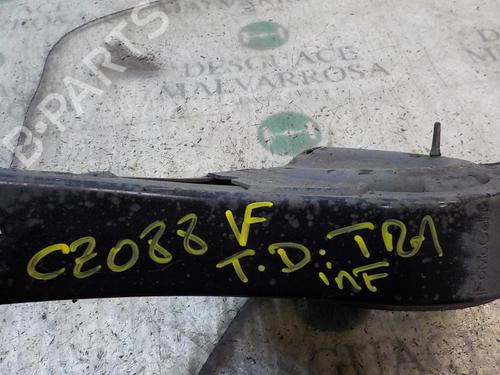 B-PARTS
DESGUACE
MALVARROSA
CZ088 VF
T.D. TRA
inF